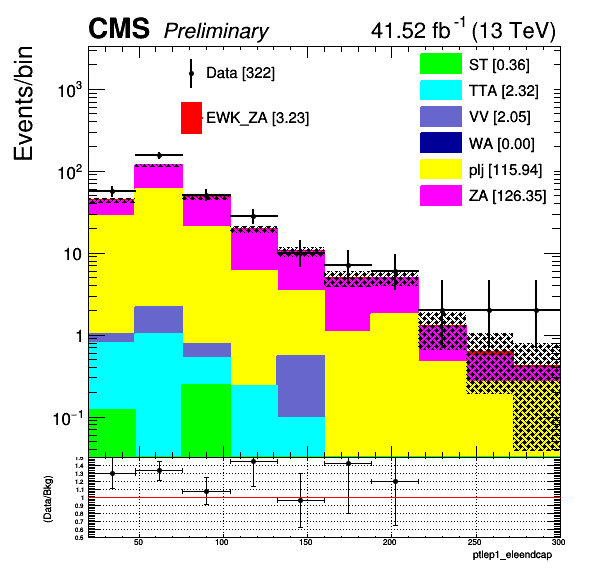 CMS Preliminary 41.52 fb⁻¹ (13 TeV)
Events/bin
Data [322]
EWK_ZA [3.23]
ST [0.36]
TTA [2.32]
VV [2.05]
WA [0.00]
plj [115.94]
ZA [126.35]
10³
10²
10
1
10⁻¹
(Data/Bkg)
1.5
1.4
1.3
1.2
1.1
1
0.9
0.8
0.7
0.6
0.5
50 100 150 200 250 300
ptlep1_eleendcap